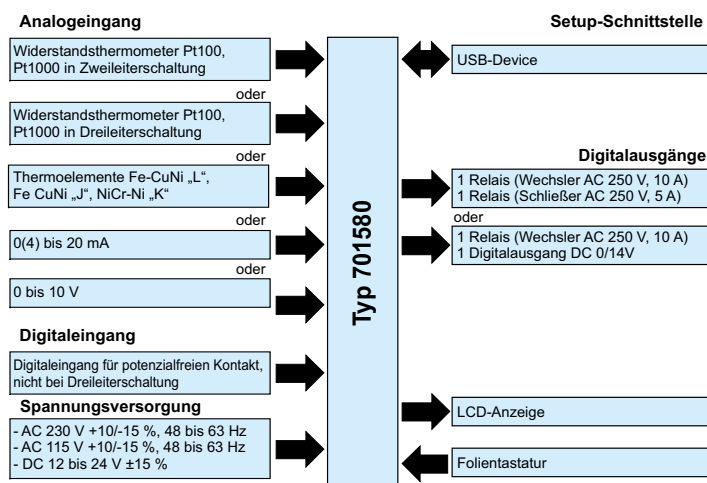 Analogeingang
Widerstandsthermometer Pt100,
Pt1000 in Zweileiterschaltung
oder
Widerstandsthermometer Pt100,
Pt1000 in Dreileiterschaltung
oder
Thermoelemente Fe-CuNi „L“,
Fe CuNi „J“, NiCr-Ni „K“
oder
0(4) bis 20 mA
oder
0 bis 10 V
Digitaleingang
Digitaleingang für potenzialfreien Kontakt,
nicht bei Dreileiterschaltung
Spannungsversorgung
- AC 230 V +10/-15 %, 48 bis 63 Hz
- AC 115 V +10/-15 %, 48 bis 63 Hz
- DC 12 bis 24 V ±15 %
Typ 701580
Setup-Schnittstelle
USB-Device
Digitalausgänge
1 Relais (Wechsler AC 250 V, 10 A)
1 Relais (Schließer AC 250 V, 5 A)
oder
1 Relais (Wechsler AC 250 V, 10 A)
1 Digitalausgang DC 0/14V
LCD-Anzeige
Folientastatur